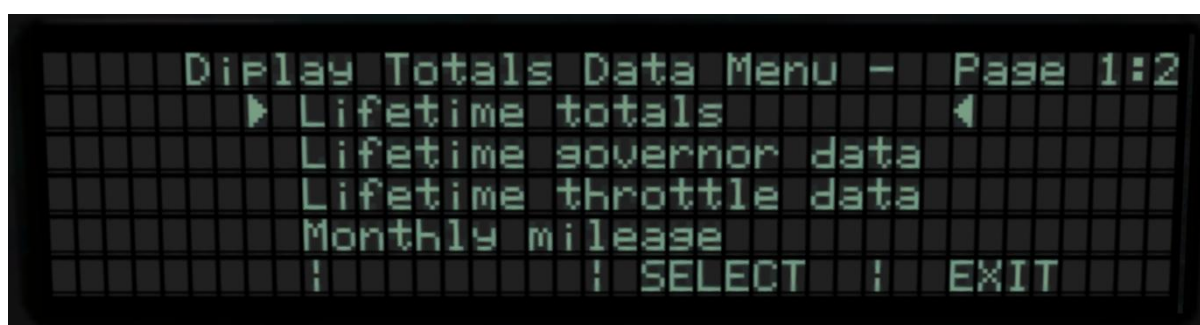 Diplay Totals Data Menu - Page 1:2
Lifetime totals
Lifetime governor data
Lifetime throttle data
Monthly mileage
¦ ¦ SELECT ¦ EXIT